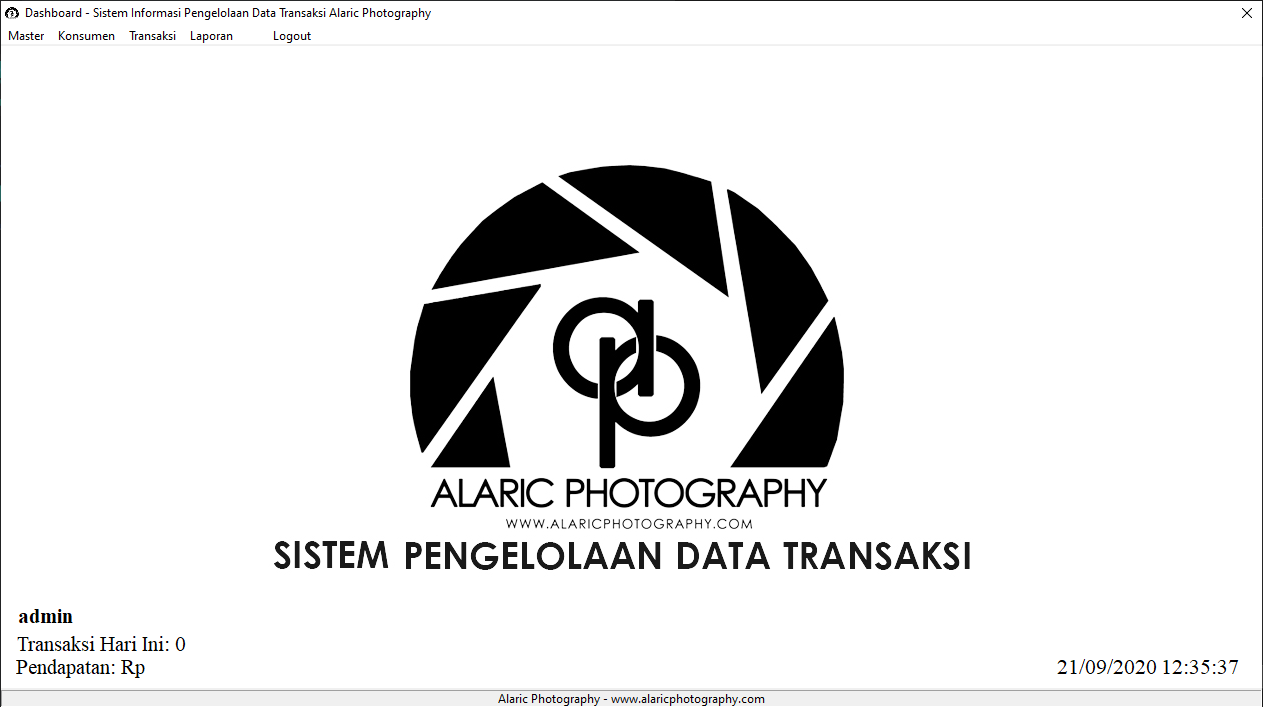 Dashboard - Sistem Informasi Pengelolaan Data Transaksi Alaric Photography
Master Konsumen Transaksi Laporan Logout
ap
ALARIC PHOTOGRAPHY
WWW.ALARICPHOTOGRAPHY.COM
SISTEM PENGELOLAAN DATA TRANSAKSI
admin
Transaksi Hari Ini: 0
Pendapatan: Rp
21/09/2020 12:35:37
Alaric Photography - www.alaricphotography.com